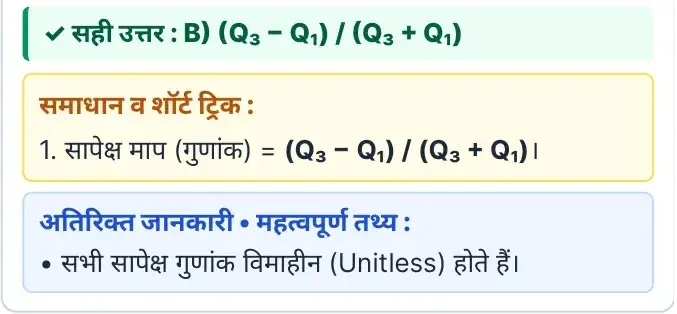 ✓ सही उत्तर : B) (Q₃ − Q₁) / (Q₃ + Q₁)
समाधान व शॉर्ट ट्रिक :
1. सापेक्ष माप (गुणांक) = (Q₃ − Q₁) / (Q₃ + Q₁)।
अतिरिक्त जानकारी • महत्वपूर्ण तथ्य :
• सभी सापेक्ष गुणांक विमाहीन (Unitless) होते हैं।